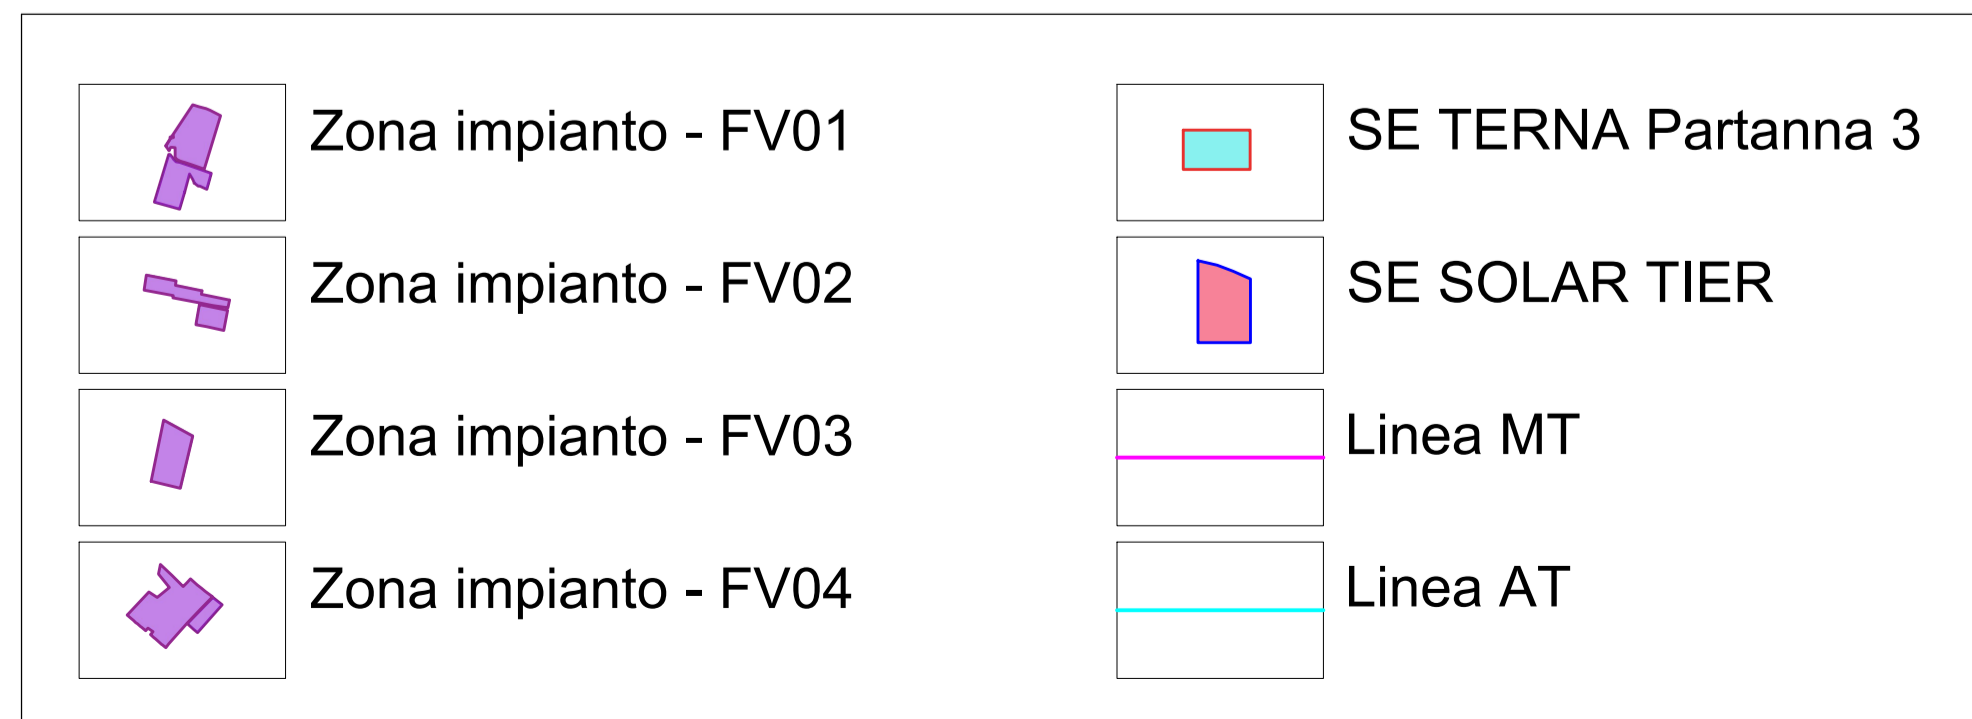 Zona impianto - FV01
Zona impianto - FV02
Zona impianto - FV03
Zona impianto - FV04
SE TERNA Partanna 3
SE SOLAR TIER
Linea MT
Linea AT